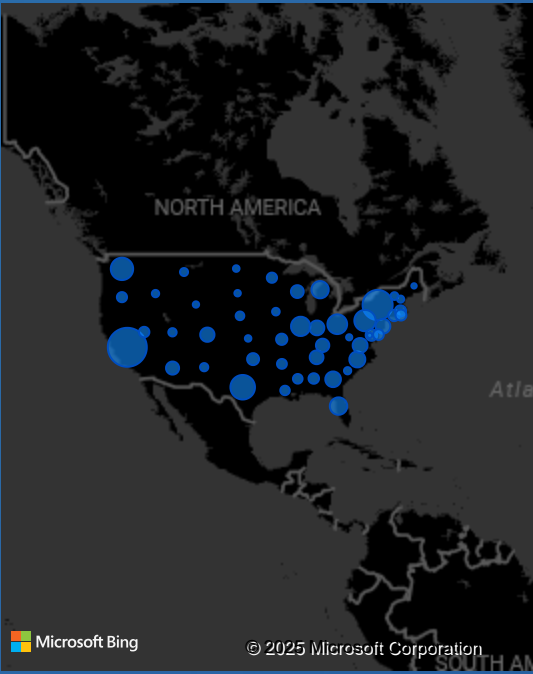 NORTH AMERICA
Atla
Microsoft Bing
© 2025 Microsoft Corporation
SOUTH AM